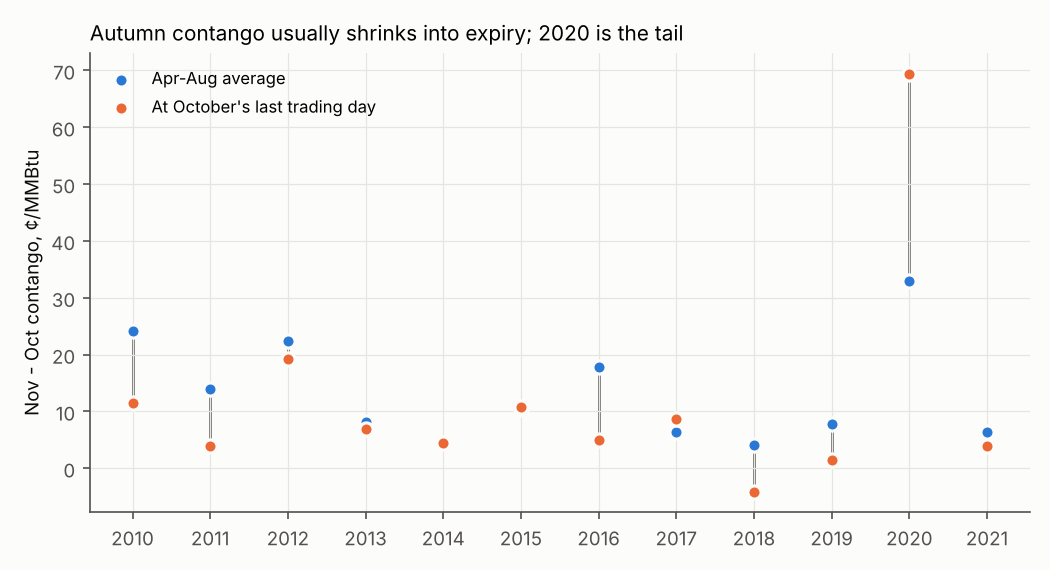 Autumn contango usually shrinks into expiry; 2020 is the tail
Apr-Aug average
At October's last trading day
Nov - Oct contango, ¢/MMBtu
70
60
50
40
30
20
10
0
2010 2011 2012 2013 2014 2015 2016 2017 2018 2019 2020 2021